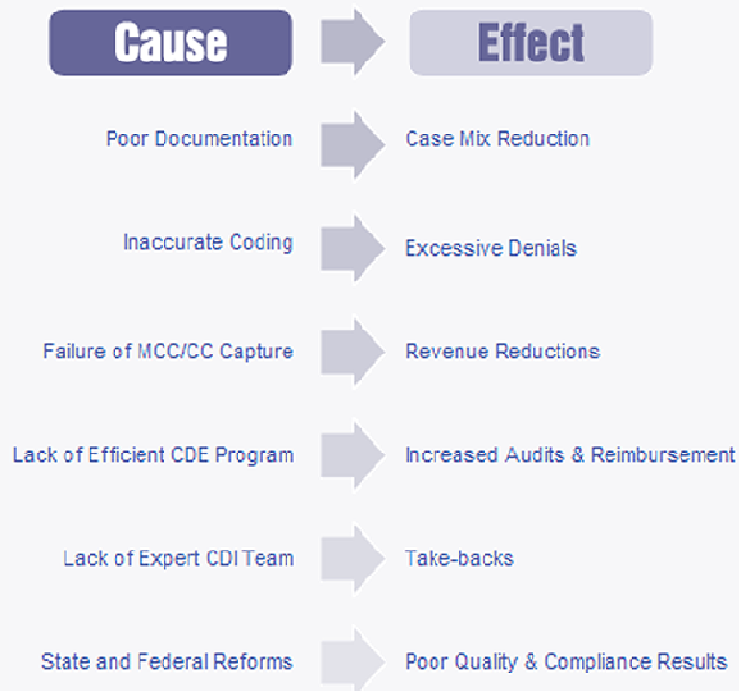 Cause Effect
Poor Documentation Case Mix Reduction
Inaccurate Coding Excessive Denials
Failure of MCC/CC Capture Revenue Reductions
Lack of Efficient CDE Program Increased Audits & Reimbursement
Lack of Expert CDI Team Take-backs
State and Federal Reforms Poor Quality & Compliance Results